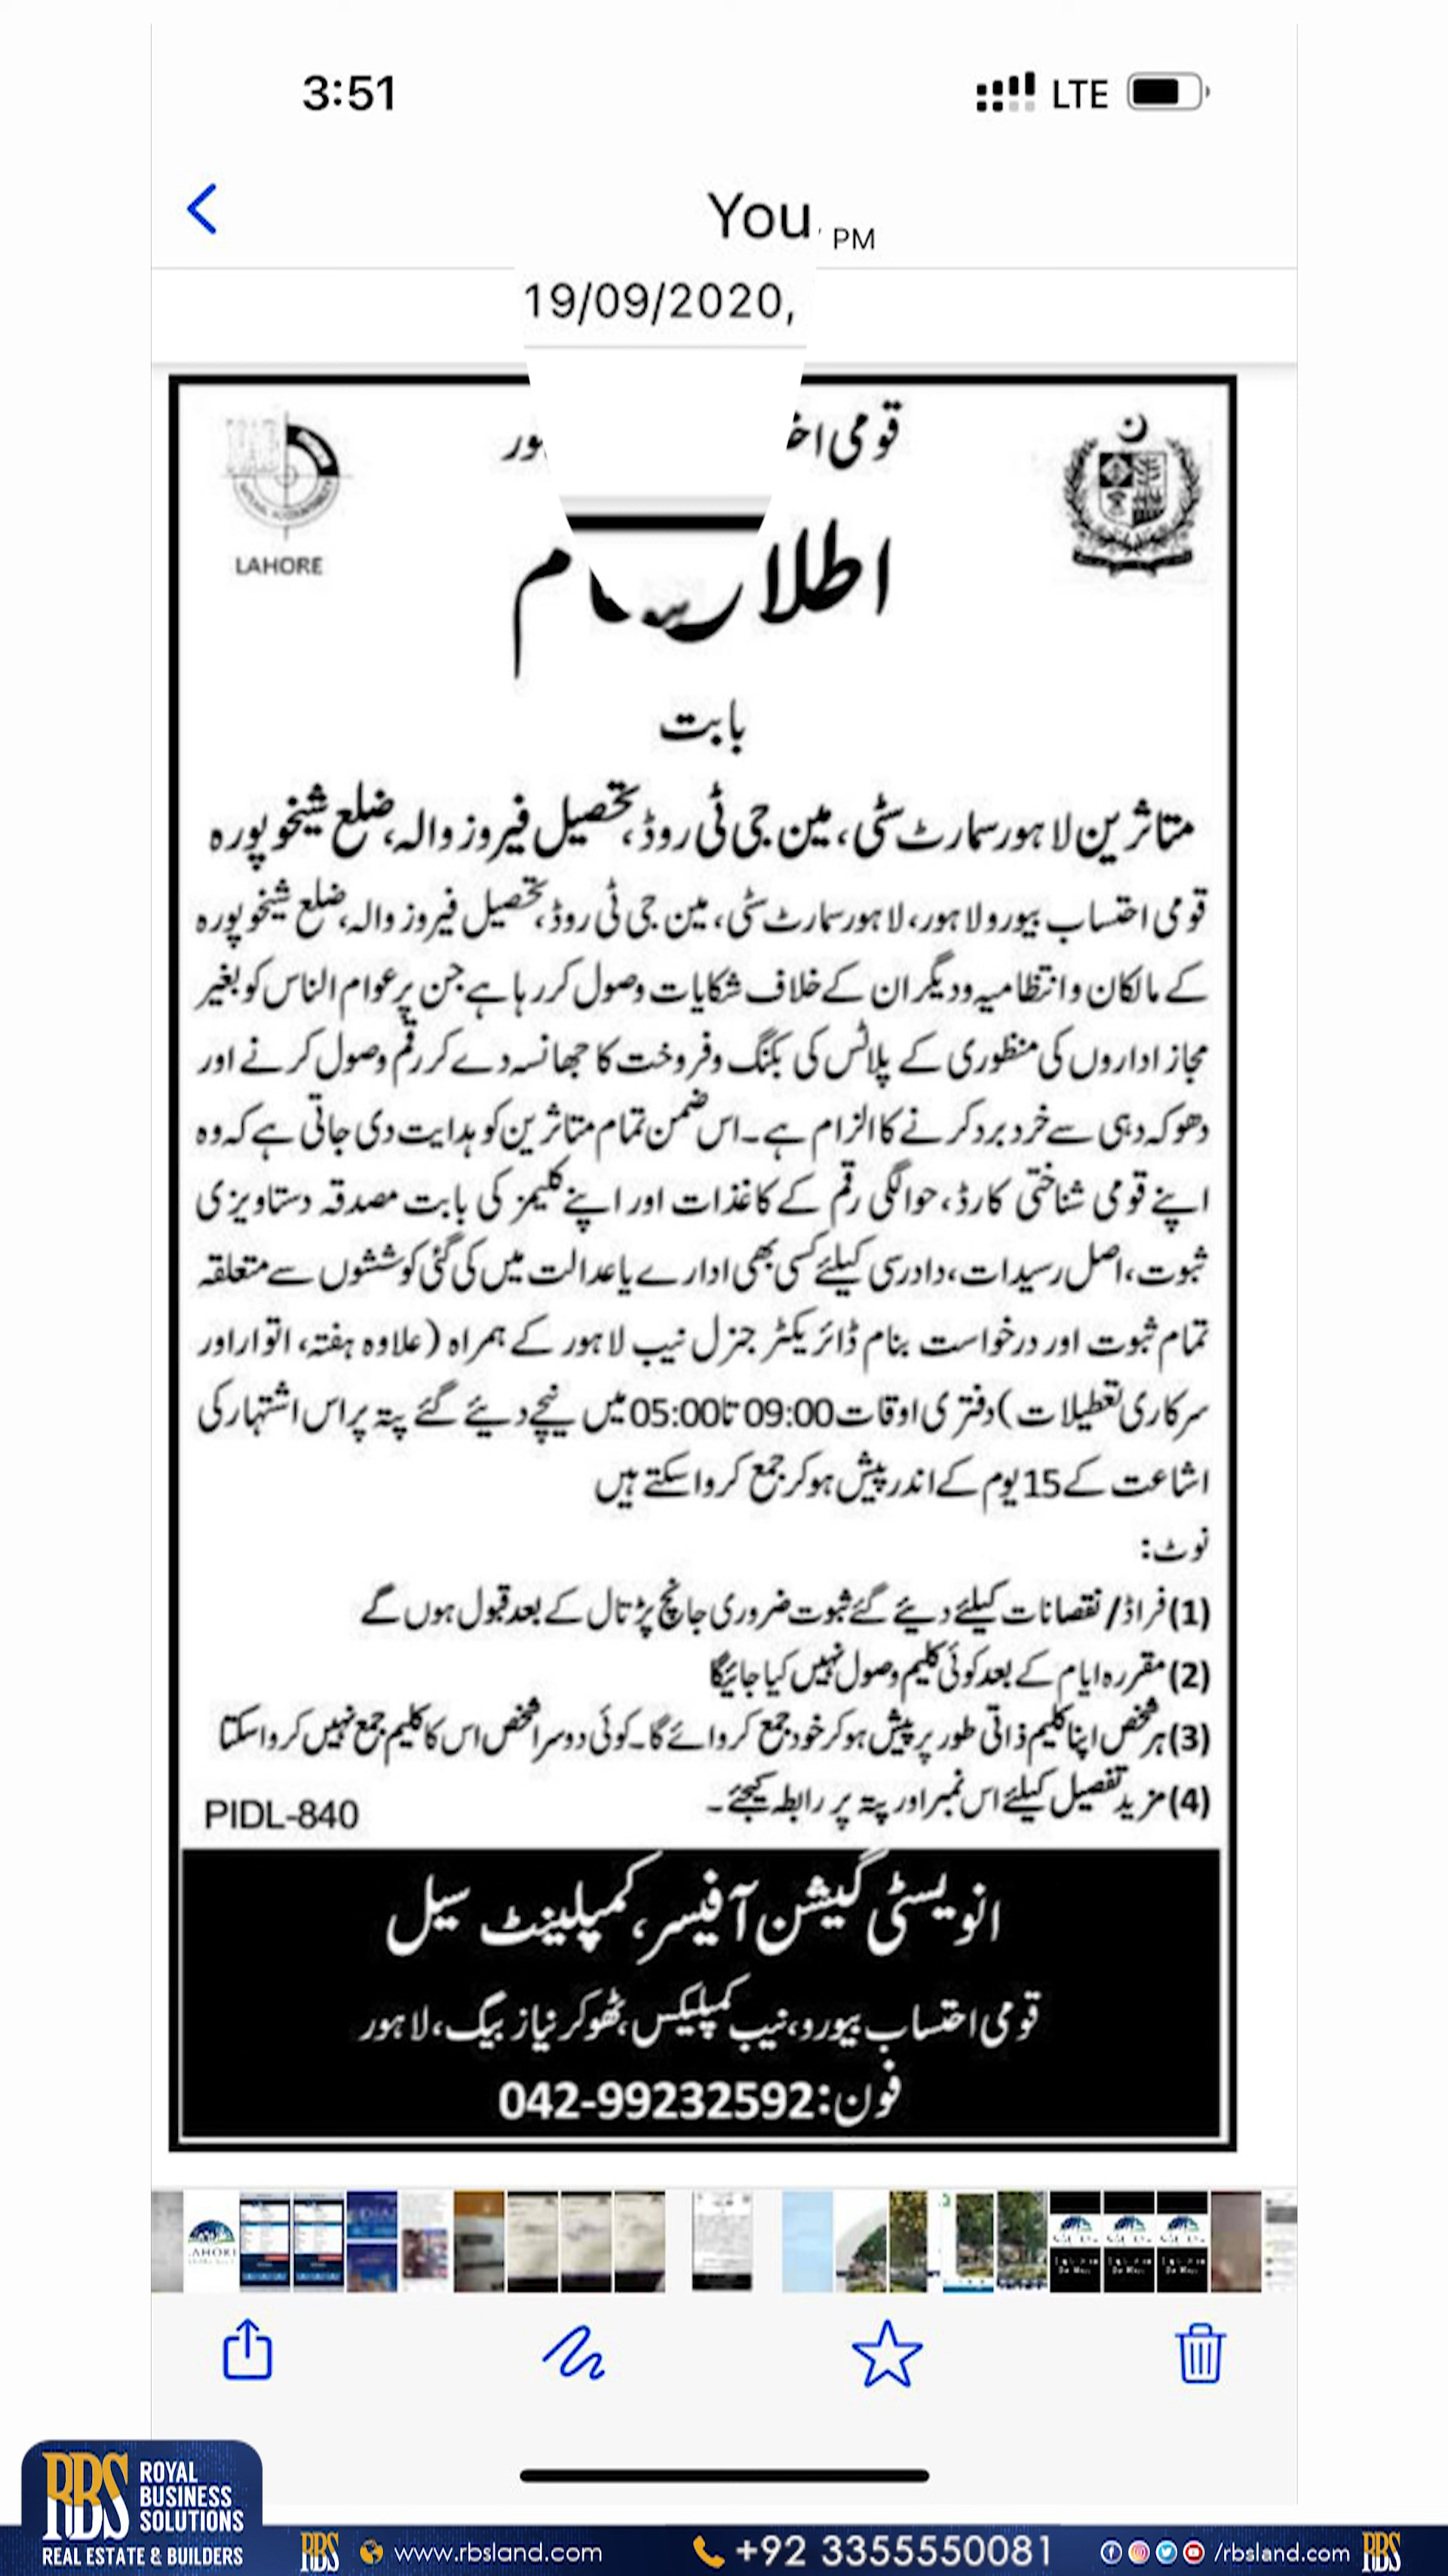 3:51
LTE
You
PM
19/09/2020,
قومی
LAHORE
بابت
متاثرین لاہور سمارٹ سٹی، مین جی ٹی روڈ، تحصیل فیروز والہ، ضلع شیخوپورہ
قومی احتساب بیورو لاہور، لاہور سمارٹ سٹی، مین جی ٹی روڈ، تحصیل فیروز والہ، ضلع شیخوپورہ
کے مالکان و انتظامیہ و دیگران کے خلاف شکایات وصول کر رہا ہے جن پر عوام الناس کو بغیر
مجاز اداروں کی منظوری کے پلاٹس کی بکنگ و فروخت کا جھانسہ دے کر رقم وصول کرنے اور
دھوکہ دہی سے خرد برد کرنے کا الزام ہے۔ اس ضمن تمام متاثرین کو ہدایت دی جاتی ہے کہ وہ
اپنے قومی شناختی کارڈ، حوالگی رقم کے کاغذات اور اپنے کلیمز کی بابت مصدقہ دستاویزی
ثبوت، اصل رسیدات، دادرسی کیلئے کسی بھی ادارے یا عدالت میں کی گئی کوششوں سے متعلقہ
تمام ثبوت اور درخواست بنام ڈائریکٹر جنرل نیب لاہور کے ہمراہ (علاوہ ہفتہ، اتوار اور
سرکاری تعطیلات) دفتری اوقات 09:00 تا 05:00 میں نیچے دیئے گئے پتہ پر اس اشتہار کی
اشاعت کے 15 یوم کے اندر پیش ہو کر جمع کروا سکتے ہیں
نوٹ:
(1) فراڈ/ نقصانات کیلئے دیئے گئے ثبوت ضروری جانچ پڑتال کے بعد قبول ہوں گے
(2) مقررہ ایام کے بعد کوئی کلیم وصول نہیں کیا جائیگا
(3) ہر شخص اپنا کلیم ذاتی طور پر پیش ہو کر خود جمع کروائے گا۔ کوئی دوسرا شخص اس کا کلیم جمع نہیں کروا سکتا
(4) مزید تفصیل کیلئے اس نمبر اور پتہ پر رابطہ کیجئے۔
PIDL-840
انویسٹی گیشن آفیسر، کمپلینٹ سیل
قومی احتساب بیورو، نیب کمپلیکس، ٹھوکر نیاز بیگ، لاہور
فون: 042-99232592
RBS ROYAL BUSINESS SOLUTIONS
REAL ESTATE & BUILDERS
RBS www.rbsland.com +92 3355550081 /rbsland.com RBS